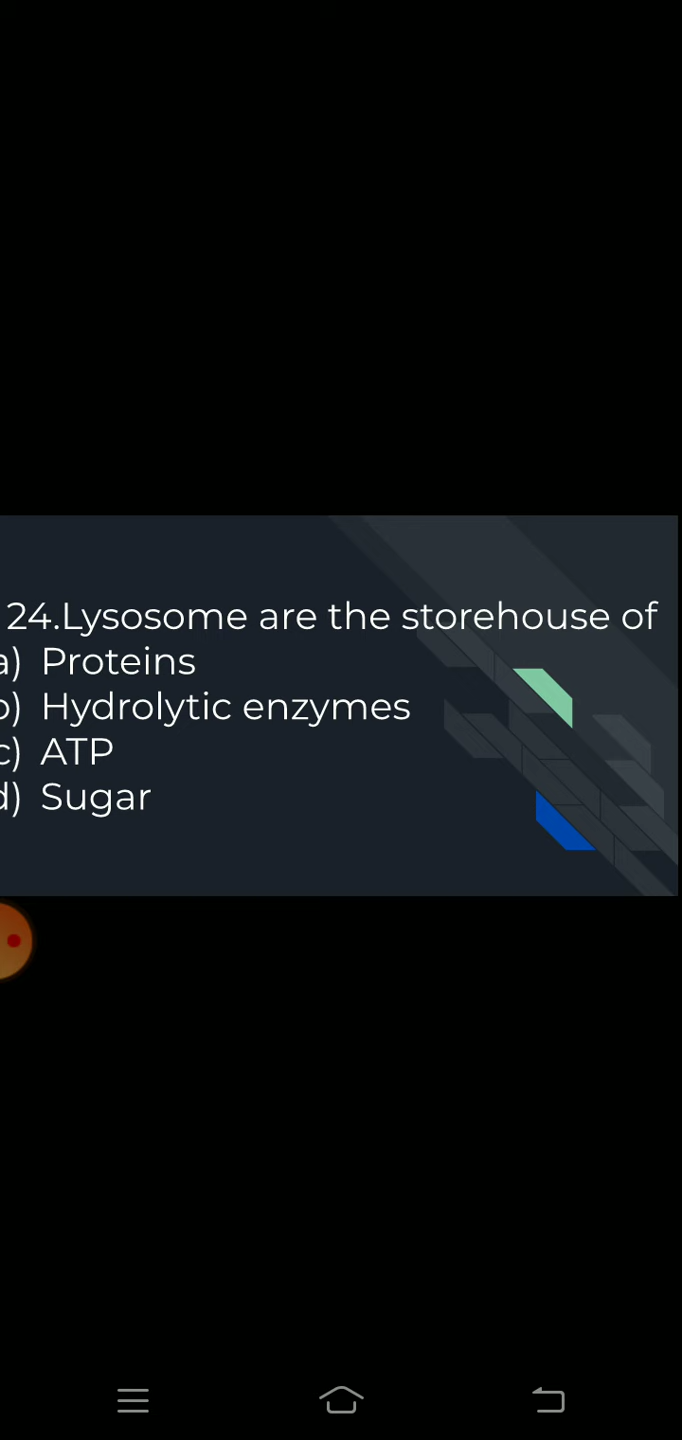 24.Lysosome are the storehouse of
a) Proteins
b) Hydrolytic enzymes
c) ATP
d) Sugar